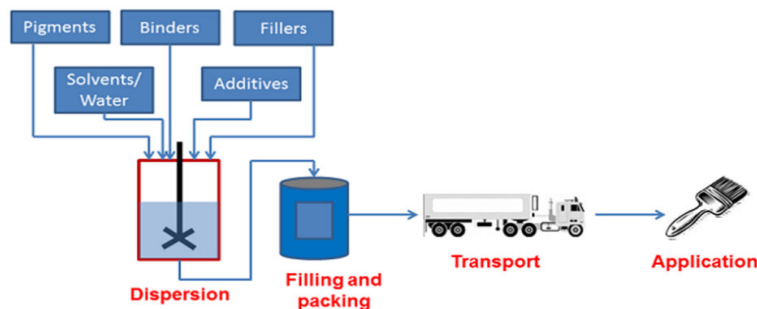 Pigments
Binders
Fillers
Solvents/
Water
Additives
Dispersion
Filling and
packing
Transport
Application